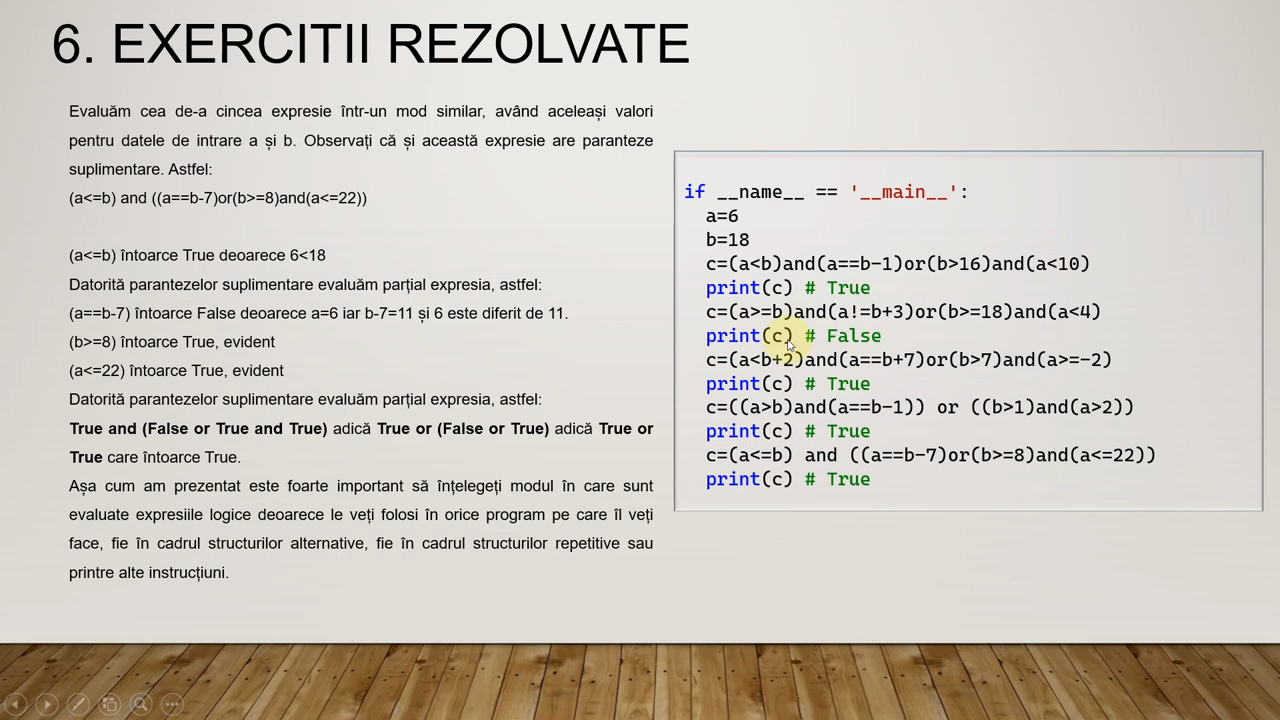 6. EXERCITII REZOLVATE
Evaluăm cea de-a cincea expresie într-un mod similar, având aceleași valori
pentru datele de intrare a și b. Observați că și această expresie are paranteze
suplimentare. Astfel:
(a<=b) and ((a==b-7)or(b>=8)and(a<=22))
(a<=b) întoarce True deoarece 6<18
Datorită parantezelor suplimentare evaluăm parțial expresia, astfel:
(a==b-7) întoarce False deoarece a=6 iar b-7=11 și 6 este diferit de 11.
(b>=8) întoarce True, evident
(a<=22) întoarce True, evident
Datorită parantezelor suplimentare evaluăm parțial expresia, astfel:
True and (False or True and True) adică True or (False or True) adică True or
True care întoarce True.
Așa cum am prezentat este foarte important să înțelegeți modul în care sunt
evaluate expresiile logice deoarece le veți folosi în orice program pe care îl veți
face, fie în cadrul structurilor alternative, fie în cadrul structurilor repetitive sau
printre alte instrucțiuni.
if __name__ == '__main__':
a=6
b=18
c=(a<b)and(a==b-1)or(b>16)and(a<10)
print(c) # True
c=(a>=b)and(a!=b+3)or(b>=18)and(a<4)
print(c) # False
c=(a<b+2)and(a==b+7)or(b>7)and(a>=-2)
print(c) # True
c=((a>b)and(a==b-1)) or ((b>1)and(a>2))
print(c) # True
c=(a<=b) and ((a==b-7)or(b>=8)and(a<=22))
print(c) # True